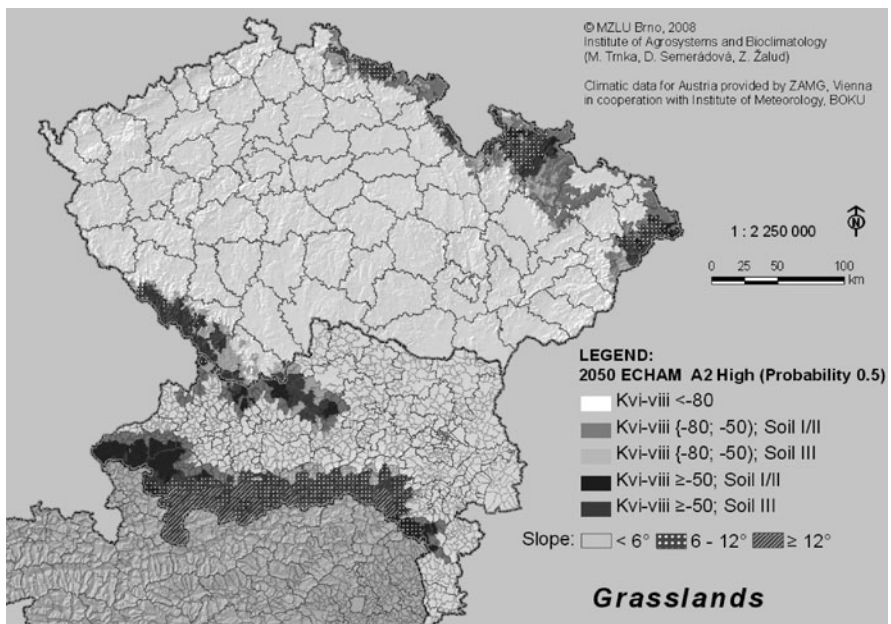 © MZLU Brno, 2008
Institute of Agrosystems and Bioclimatology
(M. Trnka, D. Semerádová, Z. Žalud)
Climatic data for Austria provided by ZAMG, Vienna
in cooperation with Institute of Meteorology, BOKU
1 : 2 250 000
N
0 25 50 100
km
LEGEND:
2050 ECHAM A2 High (Probability 0.5)
Kvi-viii <-80
Kvi-viii {-80; -50); Soil I/II
Kvi-viii {-80; -50); Soil III
Kvi-viii ≥-50; Soil I/II
Kvi-viii ≥-50; Soil III
Slope: < 6° 6 - 12° ≥ 12°
Grasslands